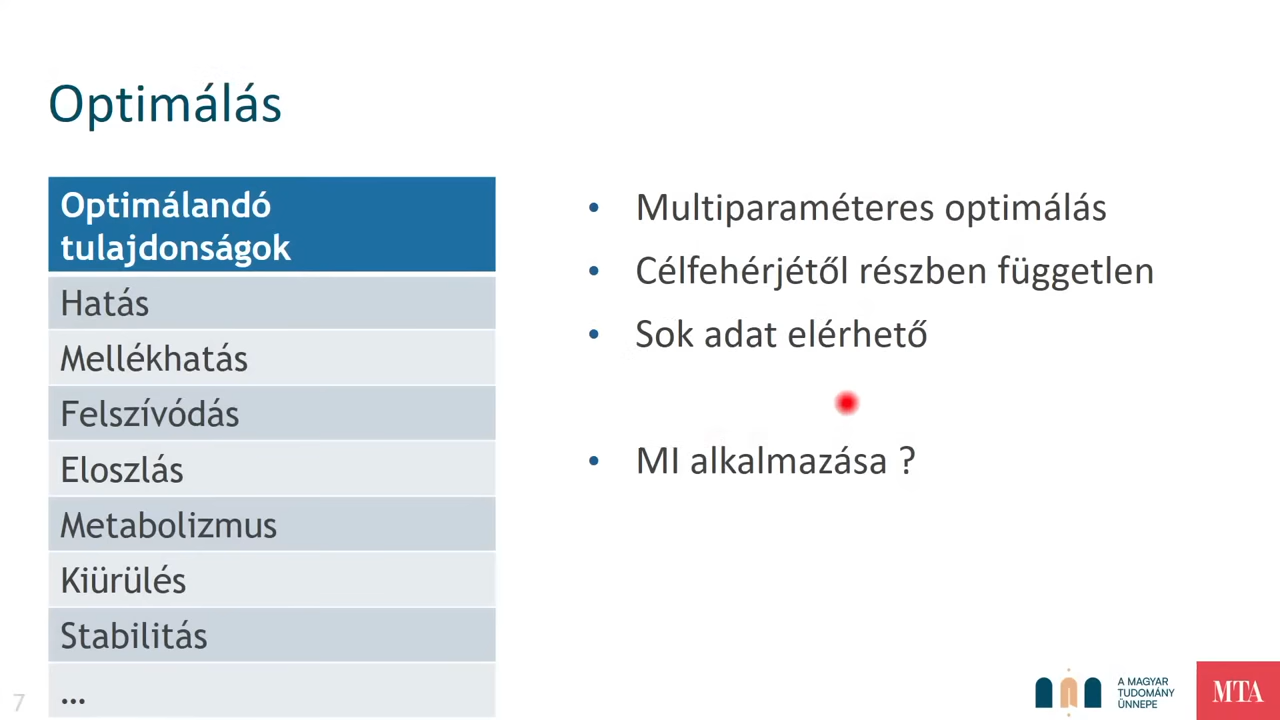 Optimálás
Optimálandó
tulajdonságok
Hatás
Mellékhatás
Felszívódás
Eloszlás
Metabolizmus
Kiürülés
Stabilitás
...
• Multiparaméteres optimálás
• Célfehérjétől részben független
• Sok adat elérhető
• MI alkalmazása ?
7
A MAGYAR
TUDOMÁNY
ÜNNEPE
MTA